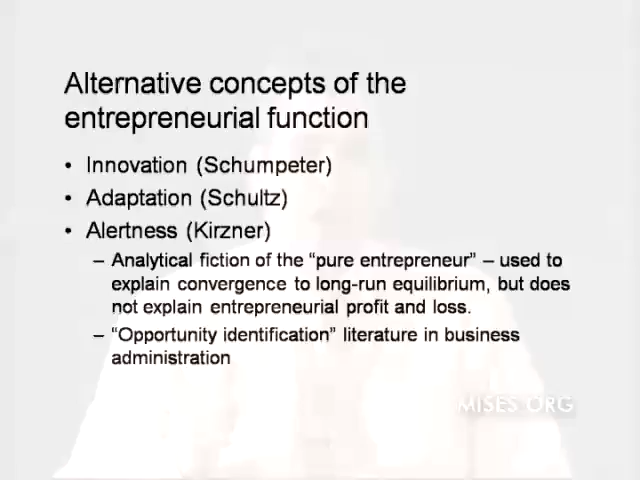 Alternative concepts of the
entrepreneurial function
• Innovation (Schumpeter)
• Adaptation (Schultz)
• Alertness (Kirzner)
– Analytical fiction of the “pure entrepreneur” – used to
explain convergence to long-run equilibrium, but does
not explain entrepreneurial profit and loss.
– “Opportunity identification” literature in business
administration
MISES.ORG